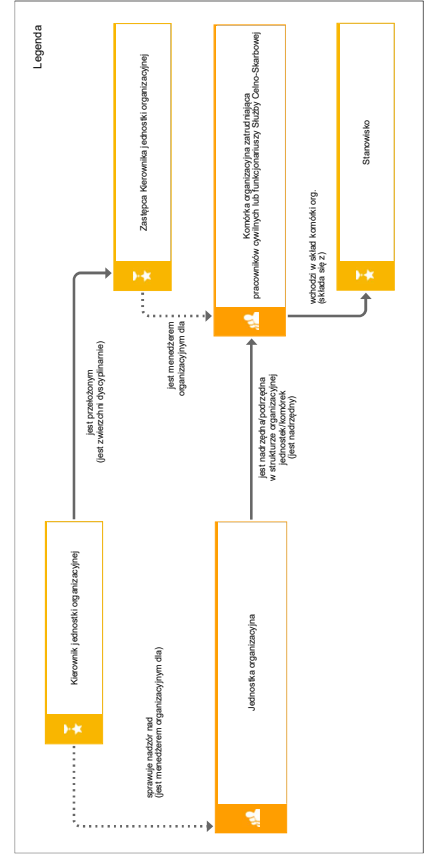 Legenda
Kierownik jednostki organizacyjnej
jest przełożonym
(jest zwierzchni dyscyplinarnie)
Zastępca Kierownika jednostki organizacyjnej
sprawuje nadzór nad
(jest menedżerem organizacyjnym dla)
jest menedżerem
organizacyjnym dla
Jednostka organizacyjna
jest nadrzędna/podrzędna
w strukturze organizacyjnej
jednostek/komórek
(jest nadrzędny)
Komórka organizacyjna zatrudniająca
pracowników cywilnych lub funkcjonariuszy Służby Celno-Skarbowej
wchodzi w skład komórki org.
(składa się z)
Stanowisko